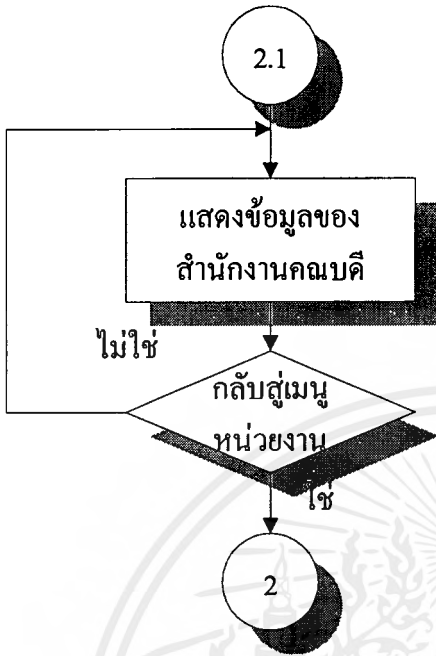 2.1
แสดงข้อมูลของ
สำนักงานคณบดี
ไม่ใช่
กลับสู่เมนู
หน่วยงาน
ใช่
2